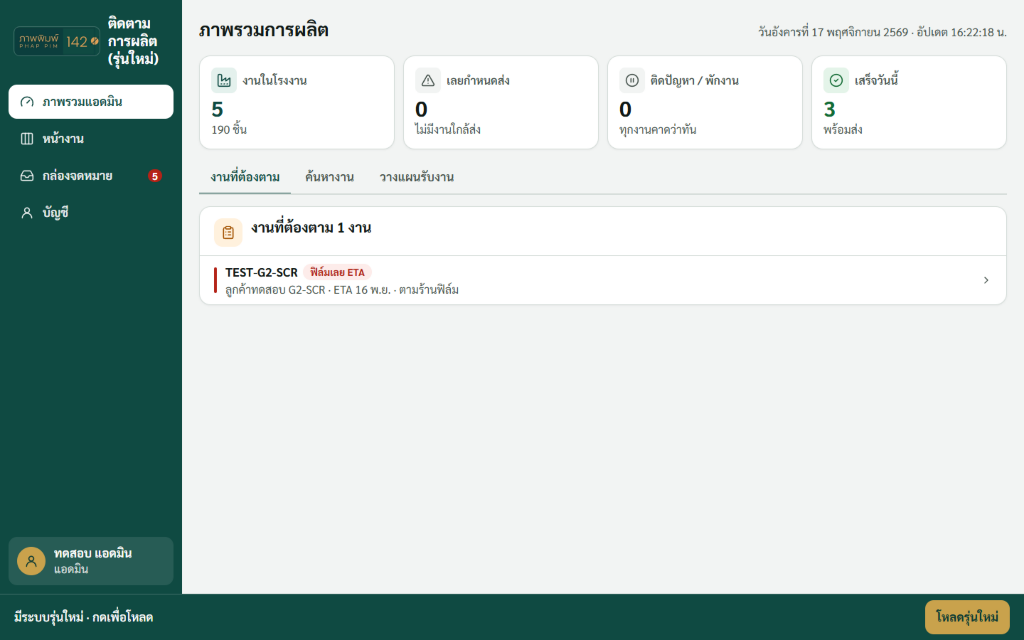 ภาพพิมพ์
PHAP PIM
142
ติดตาม
การผลิต
(รุ่นใหม่)
ภาพรวมแอดมิน
หน้างาน
กล่องจดหมาย 5
บัญชี
ทดสอบ แอดมิน
แอดมิน
ภาพรวมการผลิต
วันอังคารที่ 17 พฤศจิกายน 2569 · อัปเดต 16:22:18 น.
งานในโรงงาน
5
190 ชิ้น
เลยกำหนดส่ง
0
ไม่มีงานใกล้ส่ง
ติดปัญหา / พักงาน
0
ทุกงานคาดว่าทัน
เสร็จวันนี้
3
พร้อมส่ง
งานที่ต้องตาม ค้นหางาน วางแผนรับงาน
งานที่ต้องตาม 1 งาน
TEST-G2-SCR ฟิล์มเลย ETA
ลูกค้าทดสอบ G2-SCR · ETA 16 พ.ย. · ตามร้านฟิล์ม
มีระบบรุ่นใหม่ · กดเพื่อโหลด
โหลดรุ่นใหม่